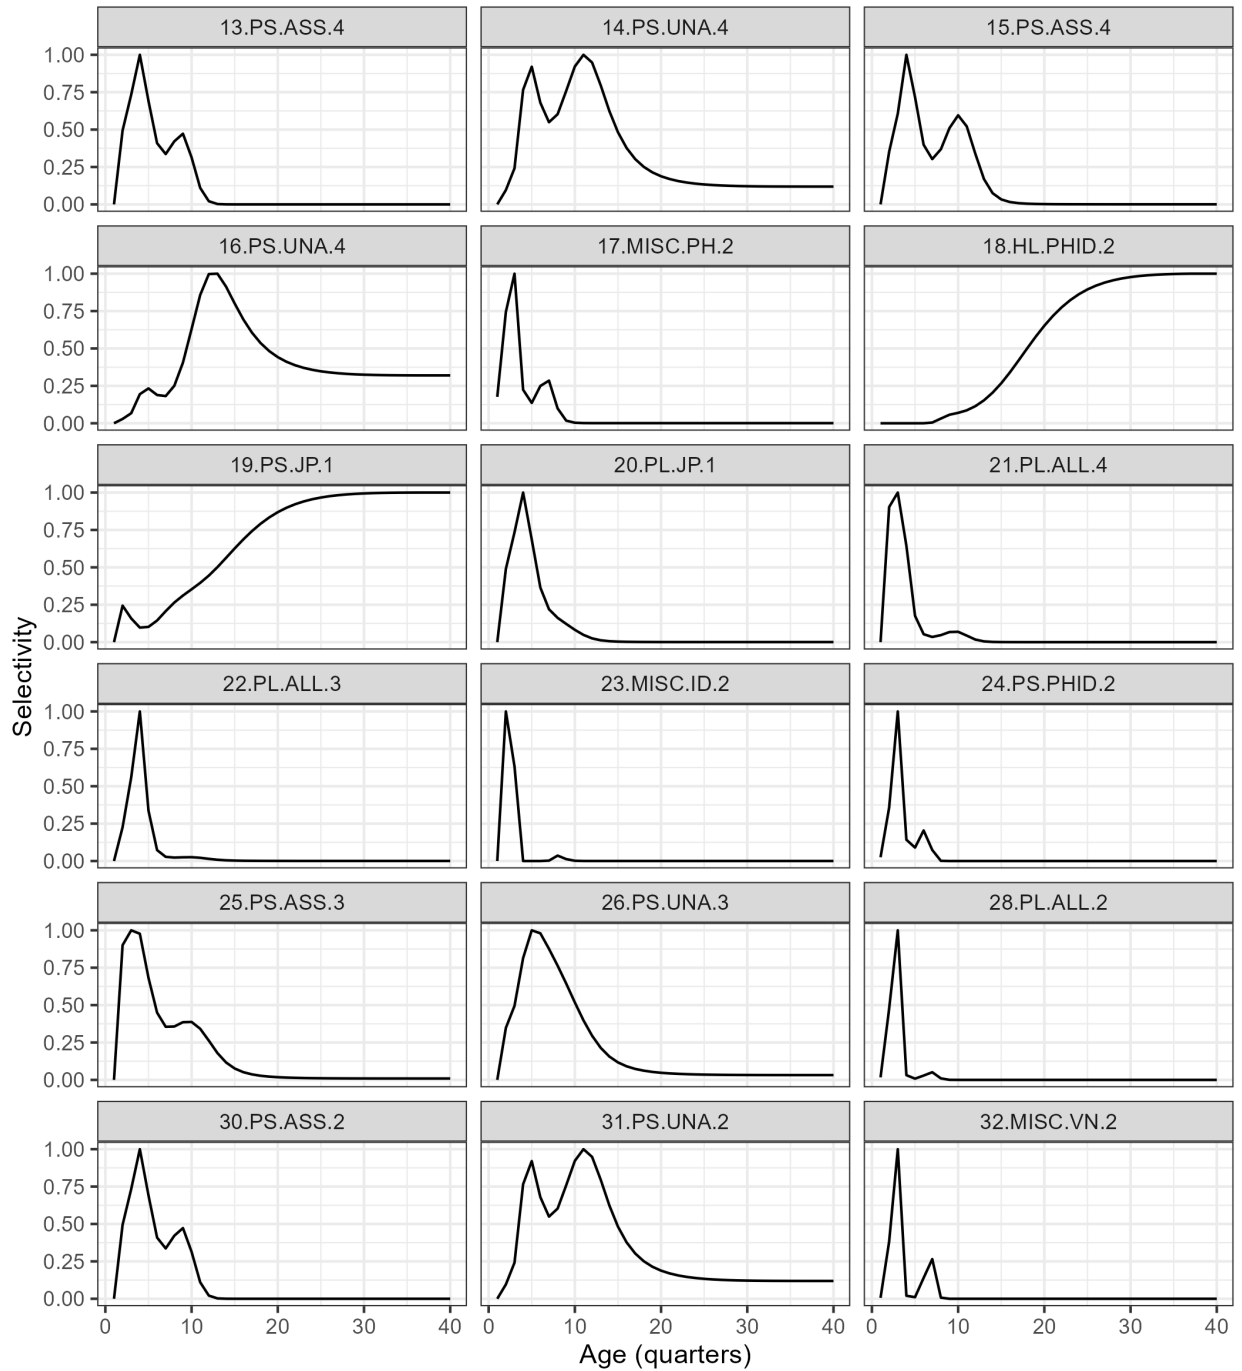 13.PS.ASS.4
14.PS.UNA.4
15.PS.ASS.4
1.00
0.75
0.50
0.25
0.00
16.PS.UNA.4
17.MISC.PH.2
18.HL.PHID.2
1.00
0.75
0.50
0.25
0.00
19.PS.JP.1
20.PL.JP.1
21.PL.ALL.4
1.00
0.75
0.50
0.25
0.00
Selectivity
22.PL.ALL.3
23.MISC.ID.2
24.PS.PHID.2
1.00
0.75
0.50
0.25
0.00
25.PS.ASS.3
26.PS.UNA.3
28.PL.ALL.2
1.00
0.75
0.50
0.25
0.00
30.PS.ASS.2
31.PS.UNA.2
32.MISC.VN.2
1.00
0.75
0.50
0.25
0.00
0 10 20 30 40
0 10 20 30 40
0 10 20 30 40
Age (quarters)